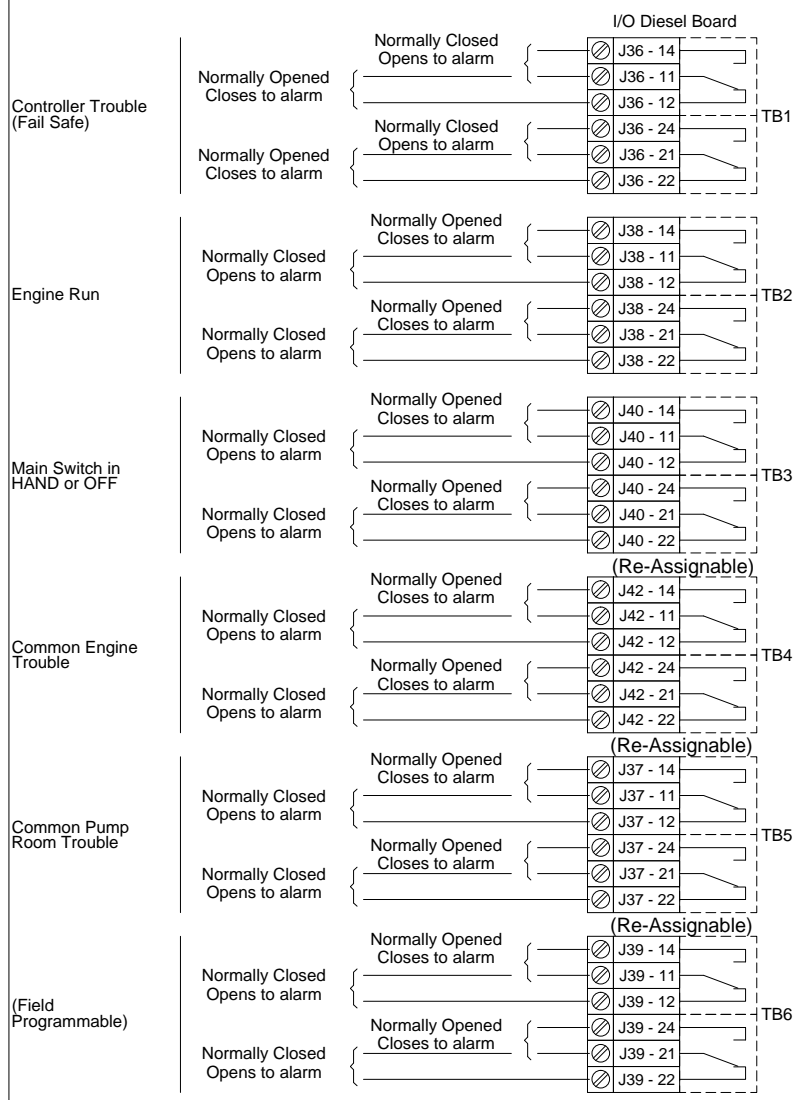 I/O Diesel Board
Controller Trouble
(Fail Safe)
Normally Closed
Opens to alarm
Normally Opened
Closes to alarm
Normally Closed
Opens to alarm
Normally Opened
Closes to alarm
J36 - 14
J36 - 11
J36 - 12
J36 - 24
J36 - 21
J36 - 22
TB1
Engine Run
Normally Opened
Closes to alarm
Normally Closed
Opens to alarm
Normally Opened
Closes to alarm
Normally Closed
Opens to alarm
J38 - 14
J38 - 11
J38 - 12
J38 - 24
J38 - 21
J38 - 22
TB2
Main Switch in
HAND or OFF
Normally Opened
Closes to alarm
Normally Closed
Opens to alarm
Normally Opened
Closes to alarm
Normally Closed
Opens to alarm
J40 - 14
J40 - 11
J40 - 12
J40 - 24
J40 - 21
J40 - 22
TB3
(Re-Assignable)
Common Engine
Trouble
Normally Opened
Closes to alarm
Normally Closed
Opens to alarm
Normally Opened
Closes to alarm
Normally Closed
Opens to alarm
J42 - 14
J42 - 11
J42 - 12
J42 - 24
J42 - 21
J42 - 22
TB4
(Re-Assignable)
Common Pump
Room Trouble
Normally Opened
Closes to alarm
Normally Closed
Opens to alarm
Normally Opened
Closes to alarm
Normally Closed
Opens to alarm
J37 - 14
J37 - 11
J37 - 12
J37 - 24
J37 - 21
J37 - 22
TB5
(Re-Assignable)
(Field
Programmable)
Normally Opened
Closes to alarm
Normally Closed
Opens to alarm
Normally Opened
Closes to alarm
Normally Closed
Opens to alarm
J39 - 14
J39 - 11
J39 - 12
J39 - 24
J39 - 21
J39 - 22
TB6